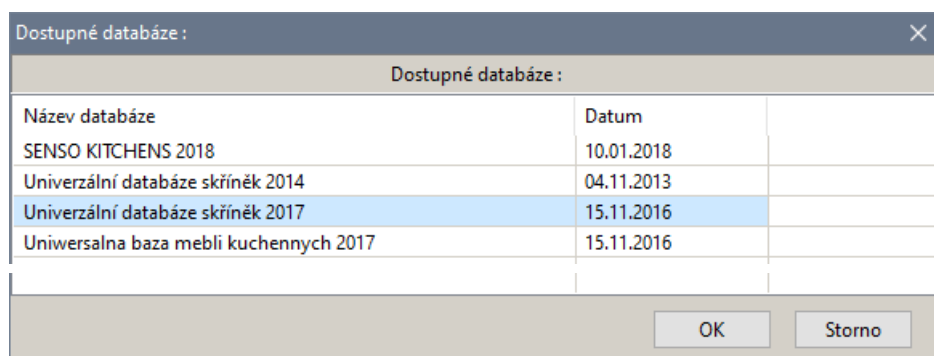 Dostupné databáze :
Dostupné databáze :
Název databáze Datum
SENSO KITCHENS 2018 10.01.2018
Univerzální databáze skříněk 2014 04.11.2013
Univerzální databáze skříněk 2017 15.11.2016
Uniwersalna baza mebli kuchennych 2017 15.11.2016
OK Storno